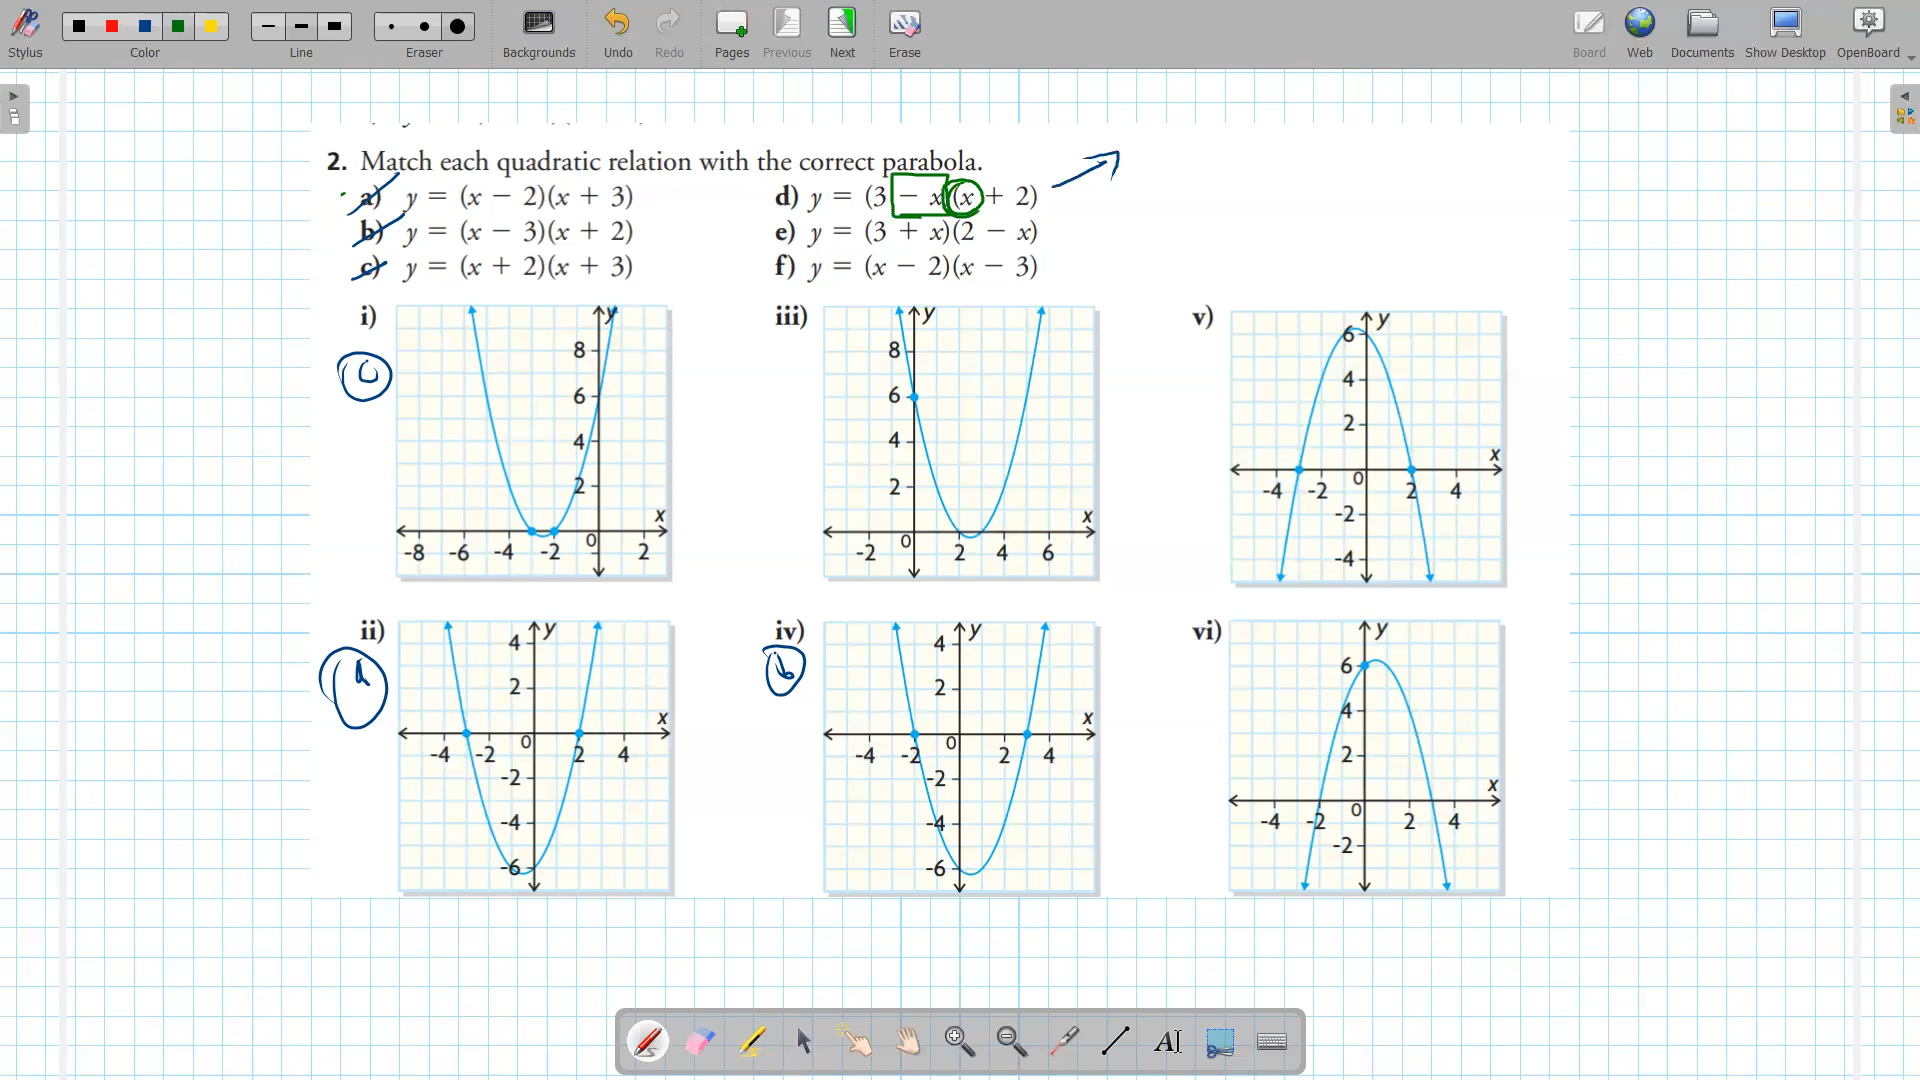 Stylus Color Line Eraser Backgrounds Undo Redo Pages Previous Next Erase Board Web Documents Show Desktop OpenBoard
2. Match each quadratic relation with the correct parabola.
a) y = (x − 2)(x + 3)
b) y = (x − 3)(x + 2)
c) y = (x + 2)(x + 3)
d) y = (3 − x)(x + 2)
e) y = (3 + x)(2 − x)
f) y = (x − 2)(x − 3)
i)
y
8
6
4
2
x
-8 -6 -4 -2 0 2
iii)
y
8
6
4
2
x
-2 0 2 4 6
v)
y
6
4
2
x
-4 -2 0 2 4
-2
-4
ii)
a
y
4
2
x
-4 -2 0 2 4
-2
-4
-6
iv)
b
y
4
2
x
-4 -2 0 2 4
-2
-4
-6
vi)
y
6
4
2
x
-4 -2 0 2 4
-2